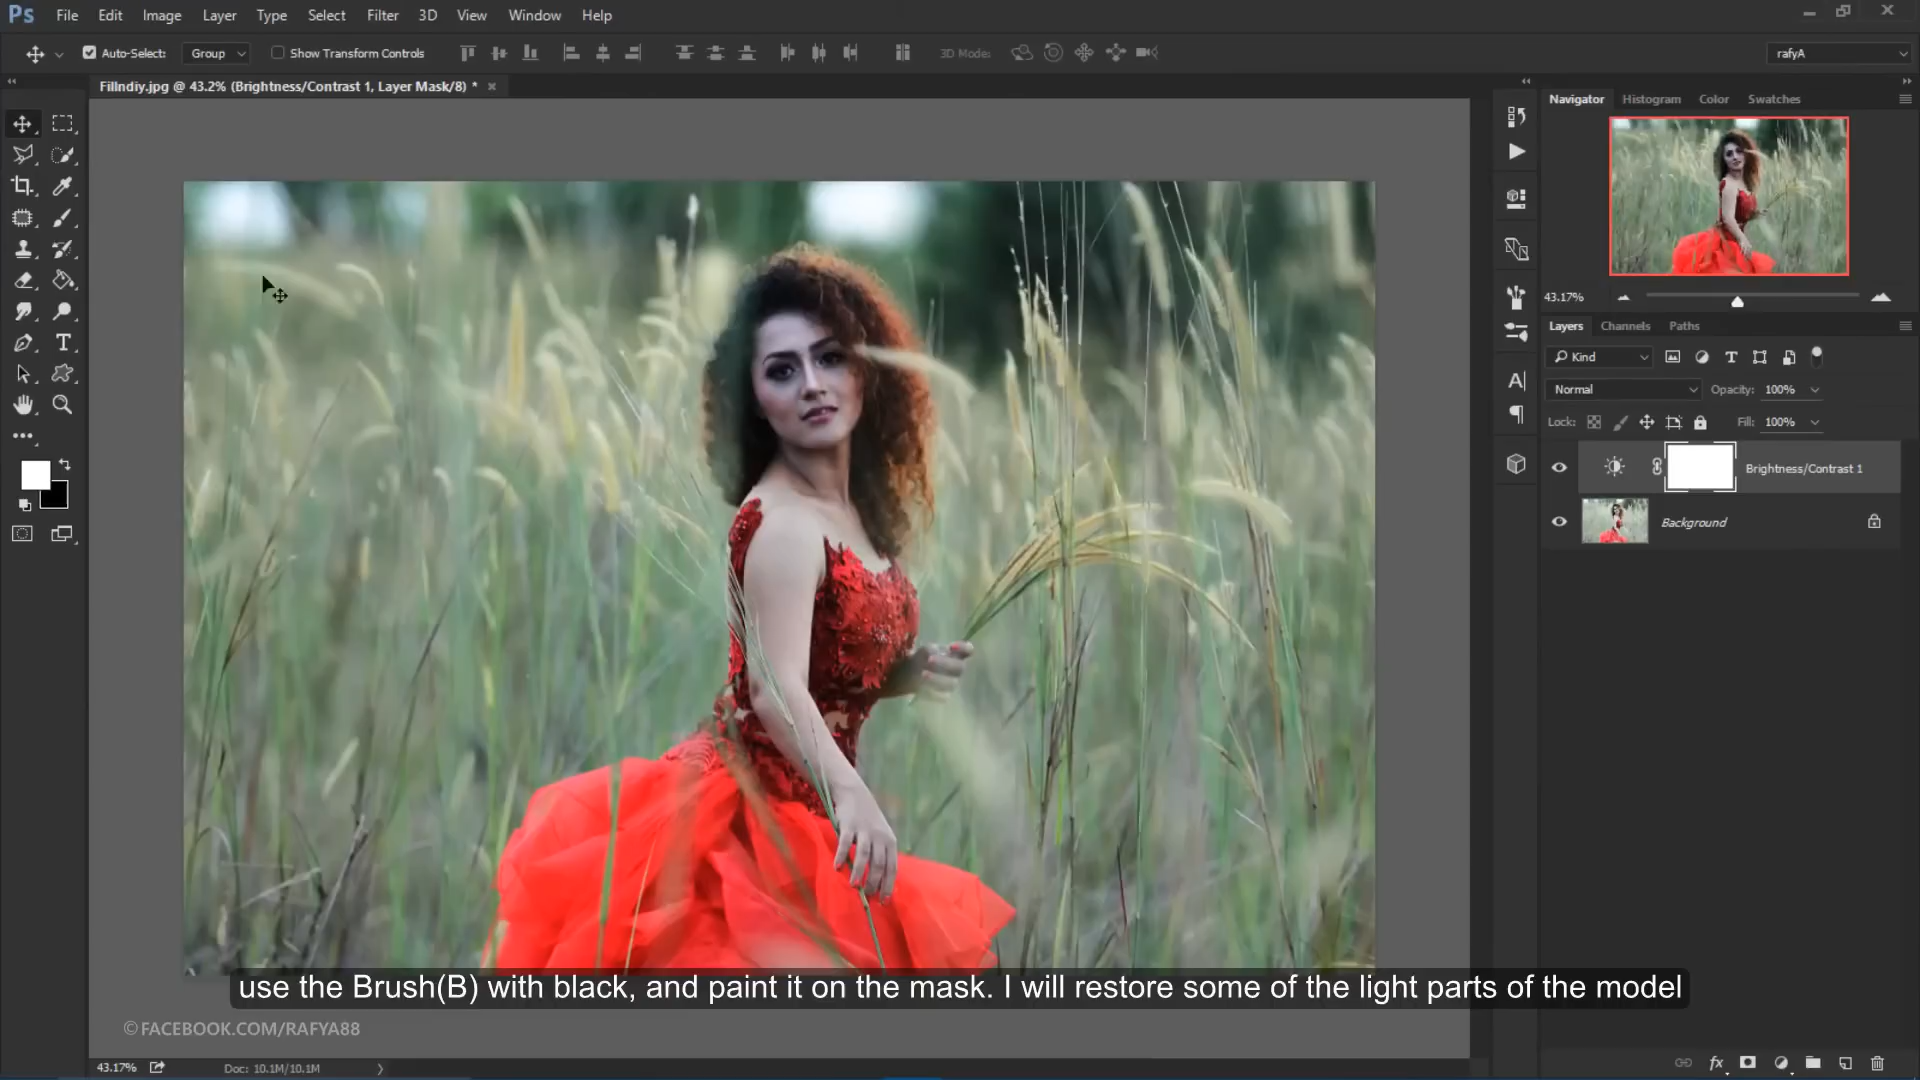 Ps File Edit Image Layer Type Select Filter 3D View Window Help
Auto-Select: Group Show Transform Controls 3D Mode: rafyA
Fillndiy.jpg @ 43.2% (Brightness/Contrast 1, Layer Mask/8) *
Navigator Histogram Color Swatches
43.17%
Layers Channels Paths
Kind
Normal Opacity: 100%
Lock: Fill: 100%
Brightness/Contrast 1
Background
use the Brush(B) with black, and paint it on the mask. I will restore some of the light parts of the model
©FACEBOOK.COM/RAFYA88
43.17% Doc: 10.1M/10.1M
fx